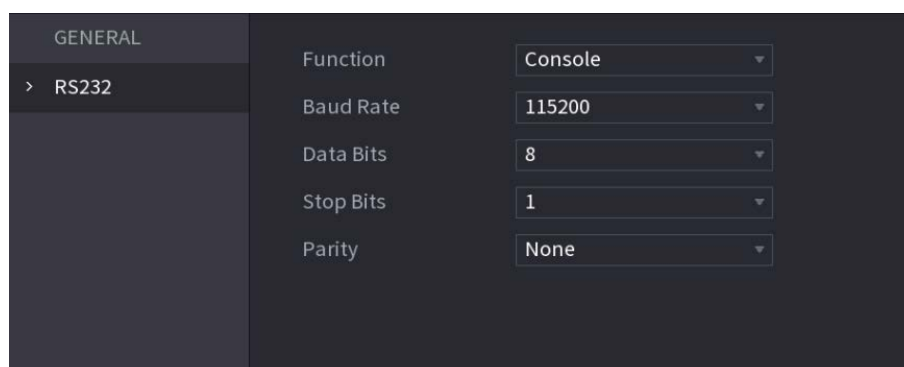 GENERAL
> RS232
Function Console
Baud Rate 115200
Data Bits 8
Stop Bits 1
Parity None